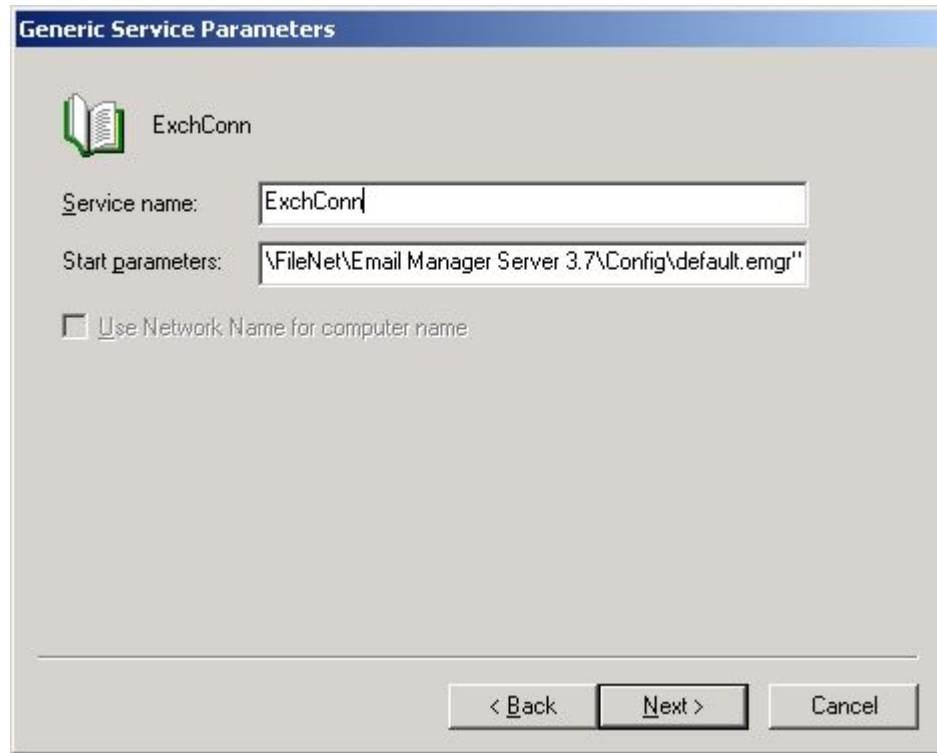 Generic Service Parameters
ExchConn
Service name: ExchConn
Start parameters: \FileNet\Email Manager Server 3.7\Config\default.emgr"
Use Network Name for computer name
< Back Next > Cancel